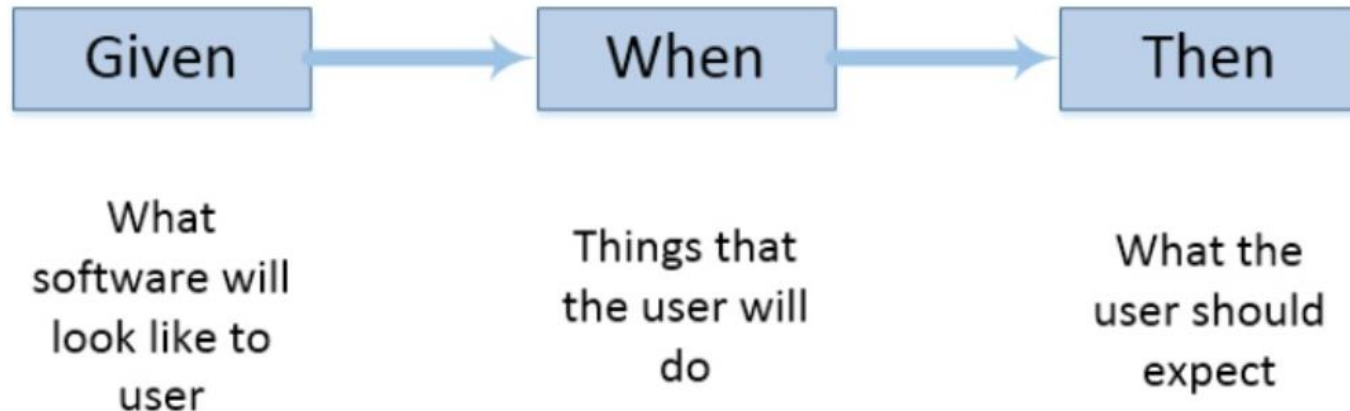 Given
When
Then
What
software will
look like to
user
Things that
the user will
do
What the
user should
expect